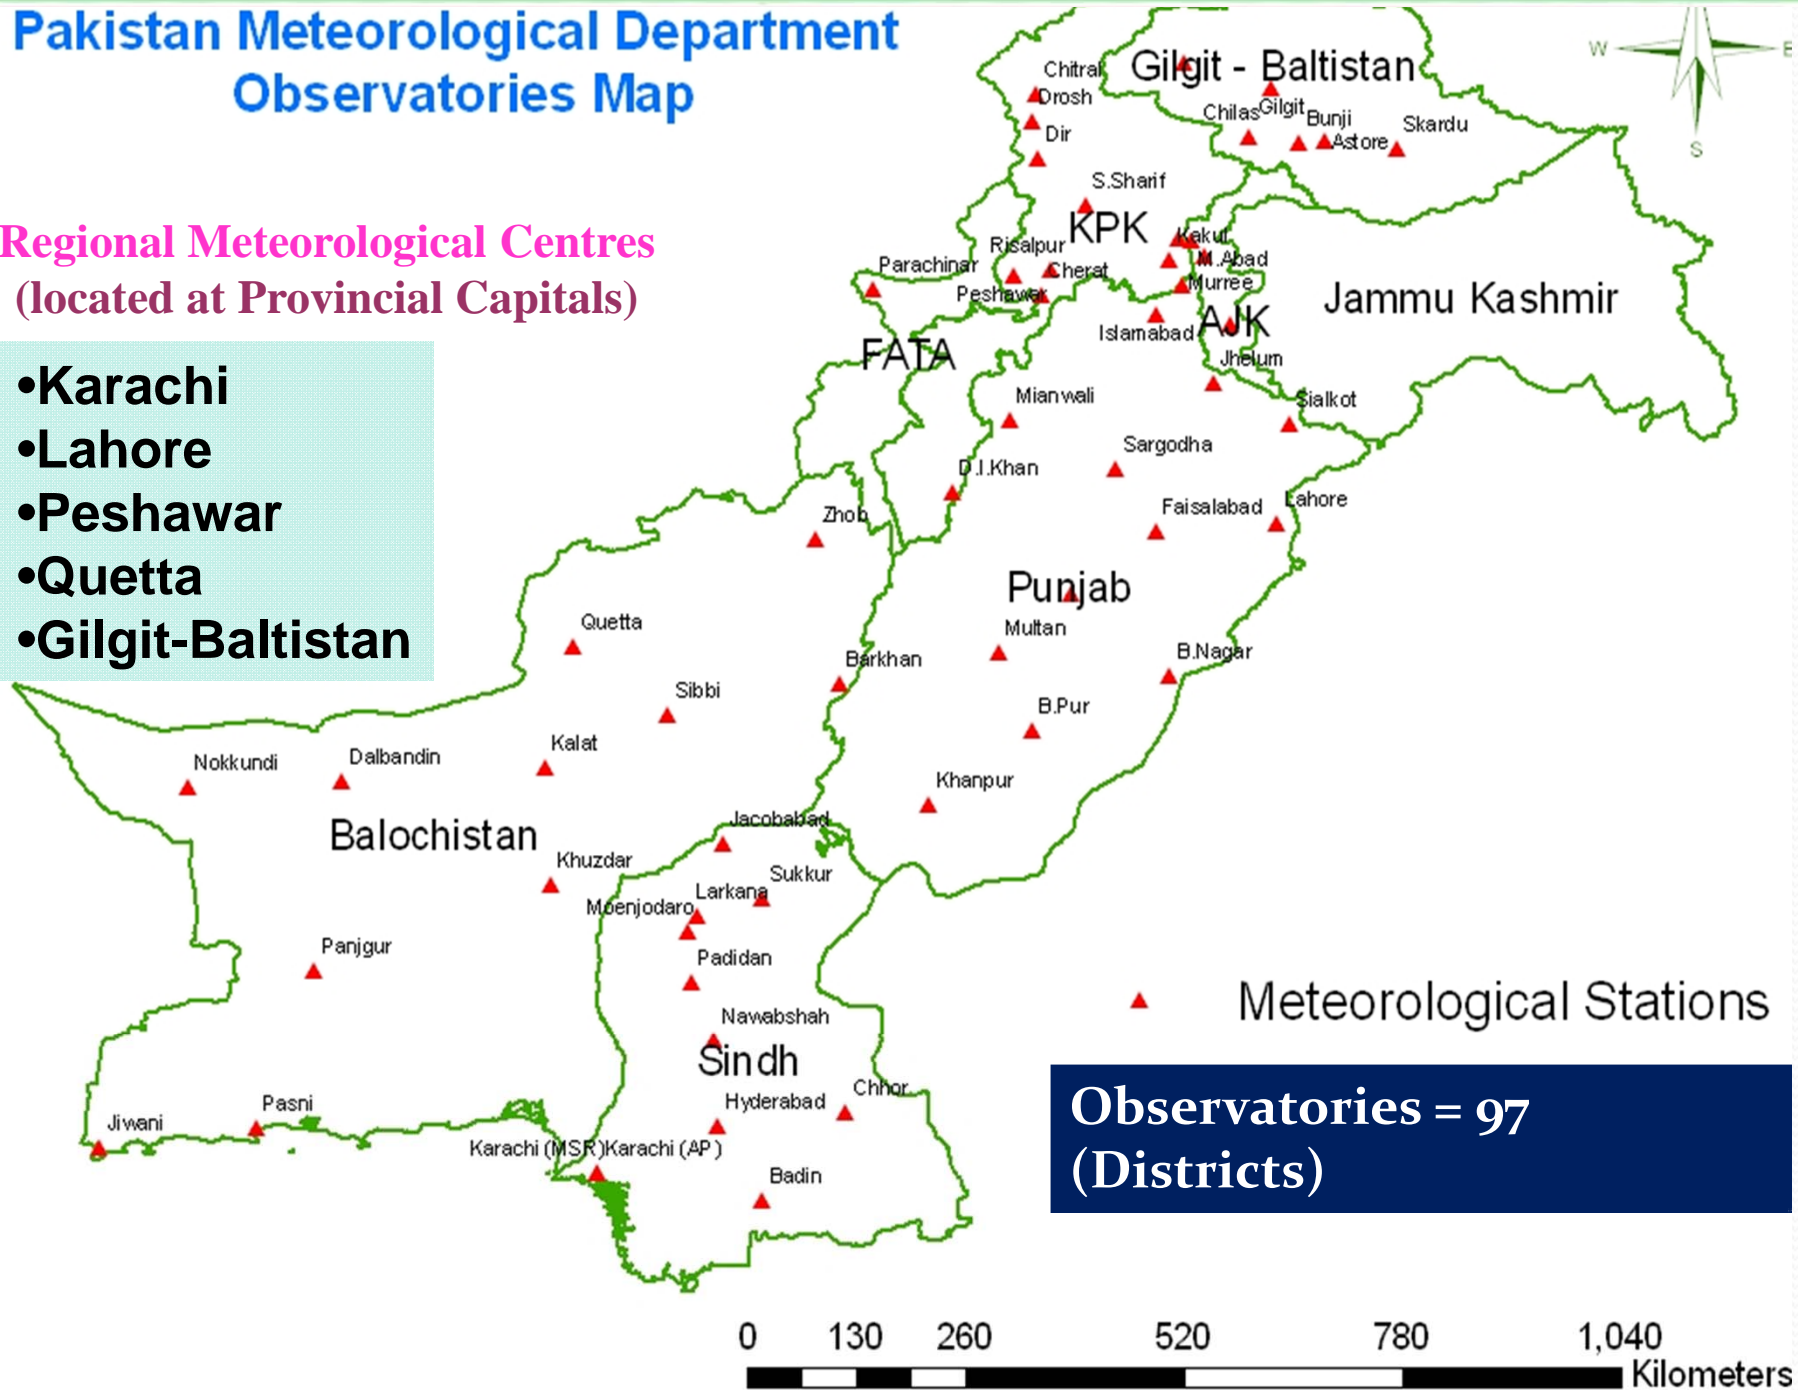 Pakistan Meteorological Department
Observatories Map
W
E
S
Regional Meteorological Centres
(located at Provincial Capitals)
•Karachi
•Lahore
•Peshawar
•Quetta
•Gilgit-Baltistan
Gilgit - Baltistan
Chitral
Drosh
Dir
Chilas
Gilgit
Bunji
Astore
Skardu
S.Sharif
KPK
Kakul
Risalpur
Cherat
M.Abad
Parachinar
Peshawar
Murree
Jammu Kashmir
Islamabad
AJK
FATA
Jhelum
Mianwali
Sialkot
Sargodha
D.I.Khan
Faisalabad
Lahore
Zhob
Punjab
Quetta
Multan
Barkhan
B.Nagar
Sibbi
B.Pur
Kalat
Nokkundi
Dalbandin
Khanpur
Balochistan
Jacobabad
Khuzdar
Sukkur
Larkana
Moenjodaro
Panjgur
Padidan
Nawabshah
Sindh
Chhor
Hyderabad
Jiwani
Pasni
Karachi (MSR)Karachi (AP)
Badin
Meteorological Stations
Observatories = 97
(Districts)
0 130 260 520 780 1,040
Kilometers